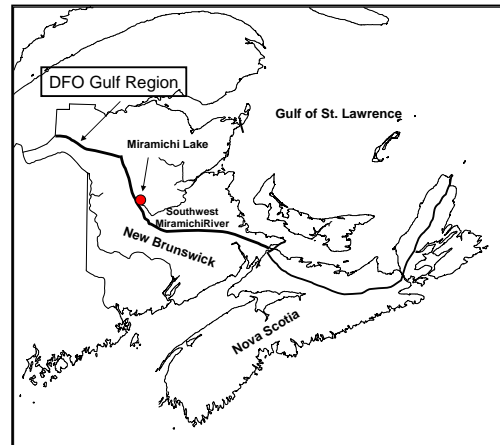 DFO Gulf Region
Gulf of St. Lawrence
Miramichi Lake
Southwest
MiramichiRiver
New Brunswick
Nova Scotia